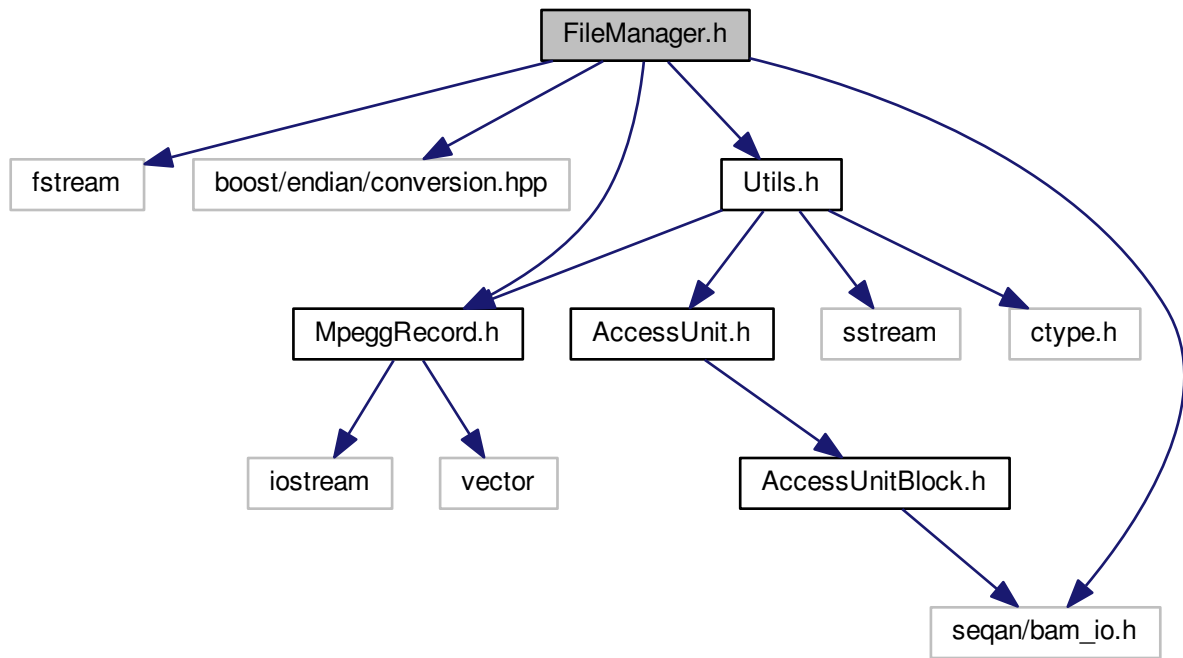 FileManager.h
fstream
boost/endian/conversion.hpp
Utils.h
MpeggRecord.h
AccessUnit.h
sstream
ctype.h
iostream
vector
AccessUnitBlock.h
seqan/bam_io.h